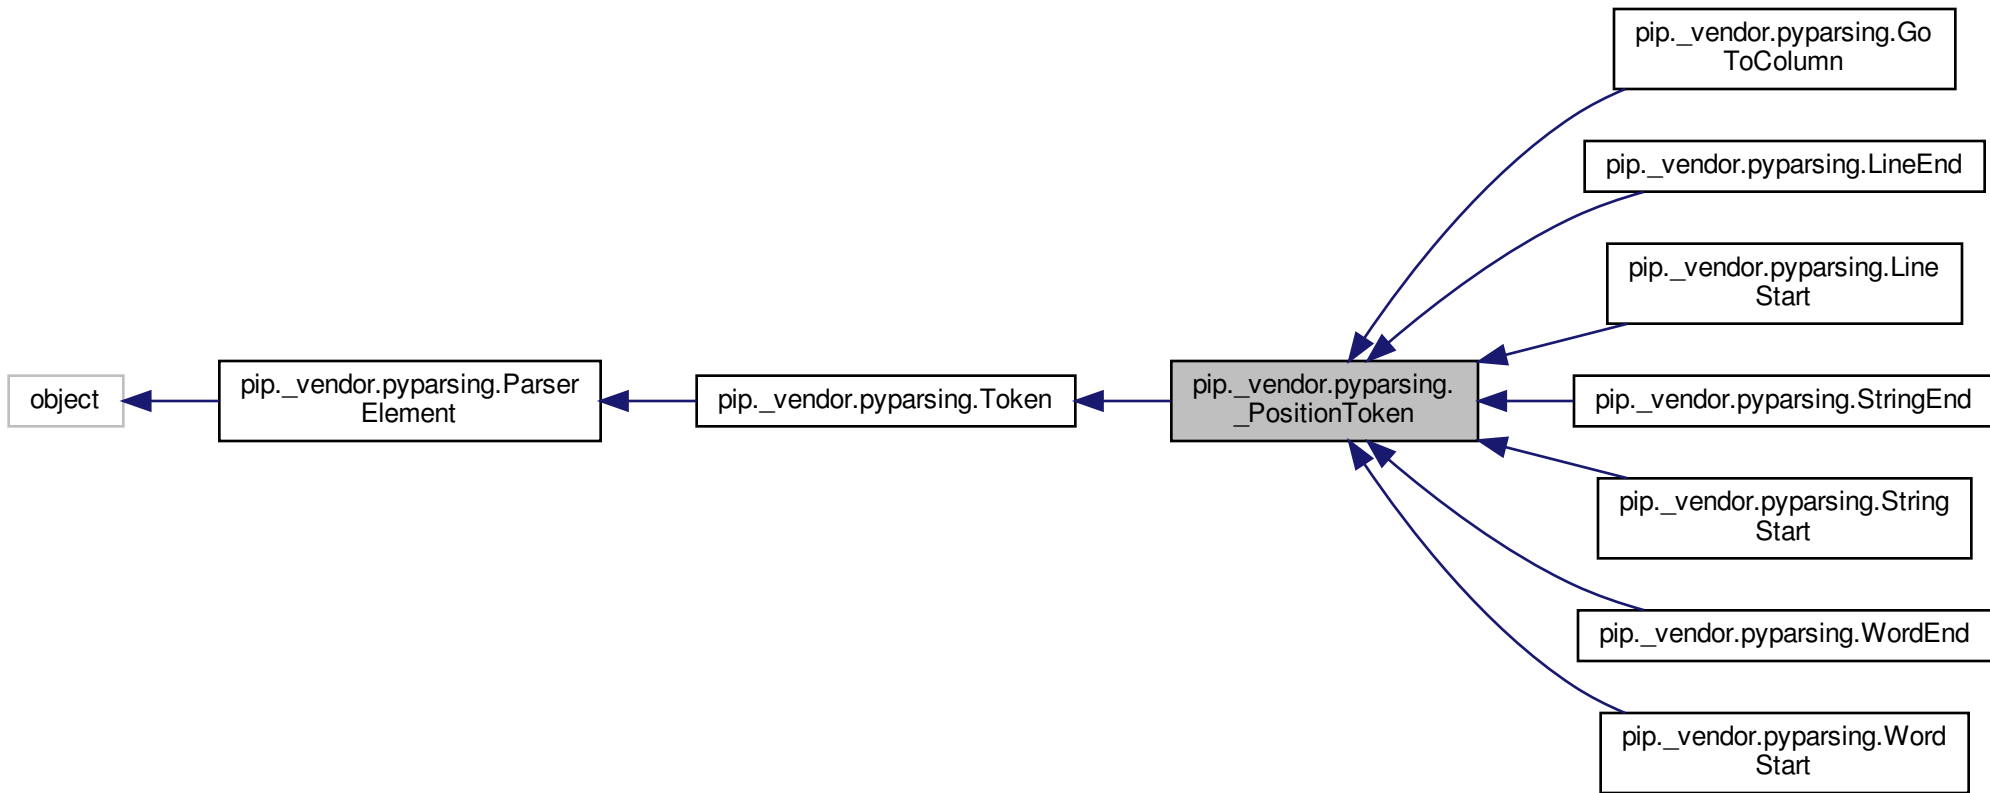 object
pip._vendor.pyparsing.Parser
Element
pip._vendor.pyparsing.Token
pip._vendor.pyparsing.
_PositionToken
pip._vendor.pyparsing.Go
ToColumn
pip._vendor.pyparsing.LineEnd
pip._vendor.pyparsing.Line
Start
pip._vendor.pyparsing.StringEnd
pip._vendor.pyparsing.String
Start
pip._vendor.pyparsing.WordEnd
pip._vendor.pyparsing.Word
Start